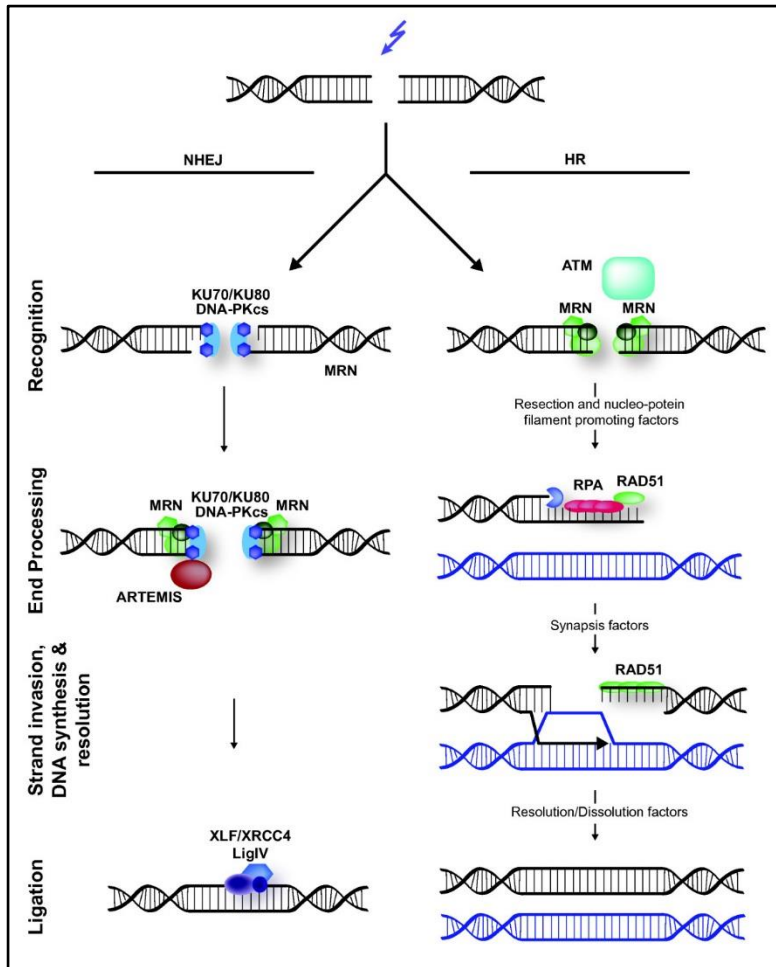 NHEJ
HR
Recognition
KU70/KU80
DNA-PKcs
MRN
ATM
MRN
MRN
Resection and nucleo-potein
filament promoting factors
End Processing
MRN
KU70/KU80
DNA-PKcs
MRN
ARTEMIS
RPA
RAD51
Synapsis factors
Strand invasion,
DNA synthesis &
resolution
RAD51
Resolution/Dissolution factors
Ligation
XLF/XRCC4
LigIV